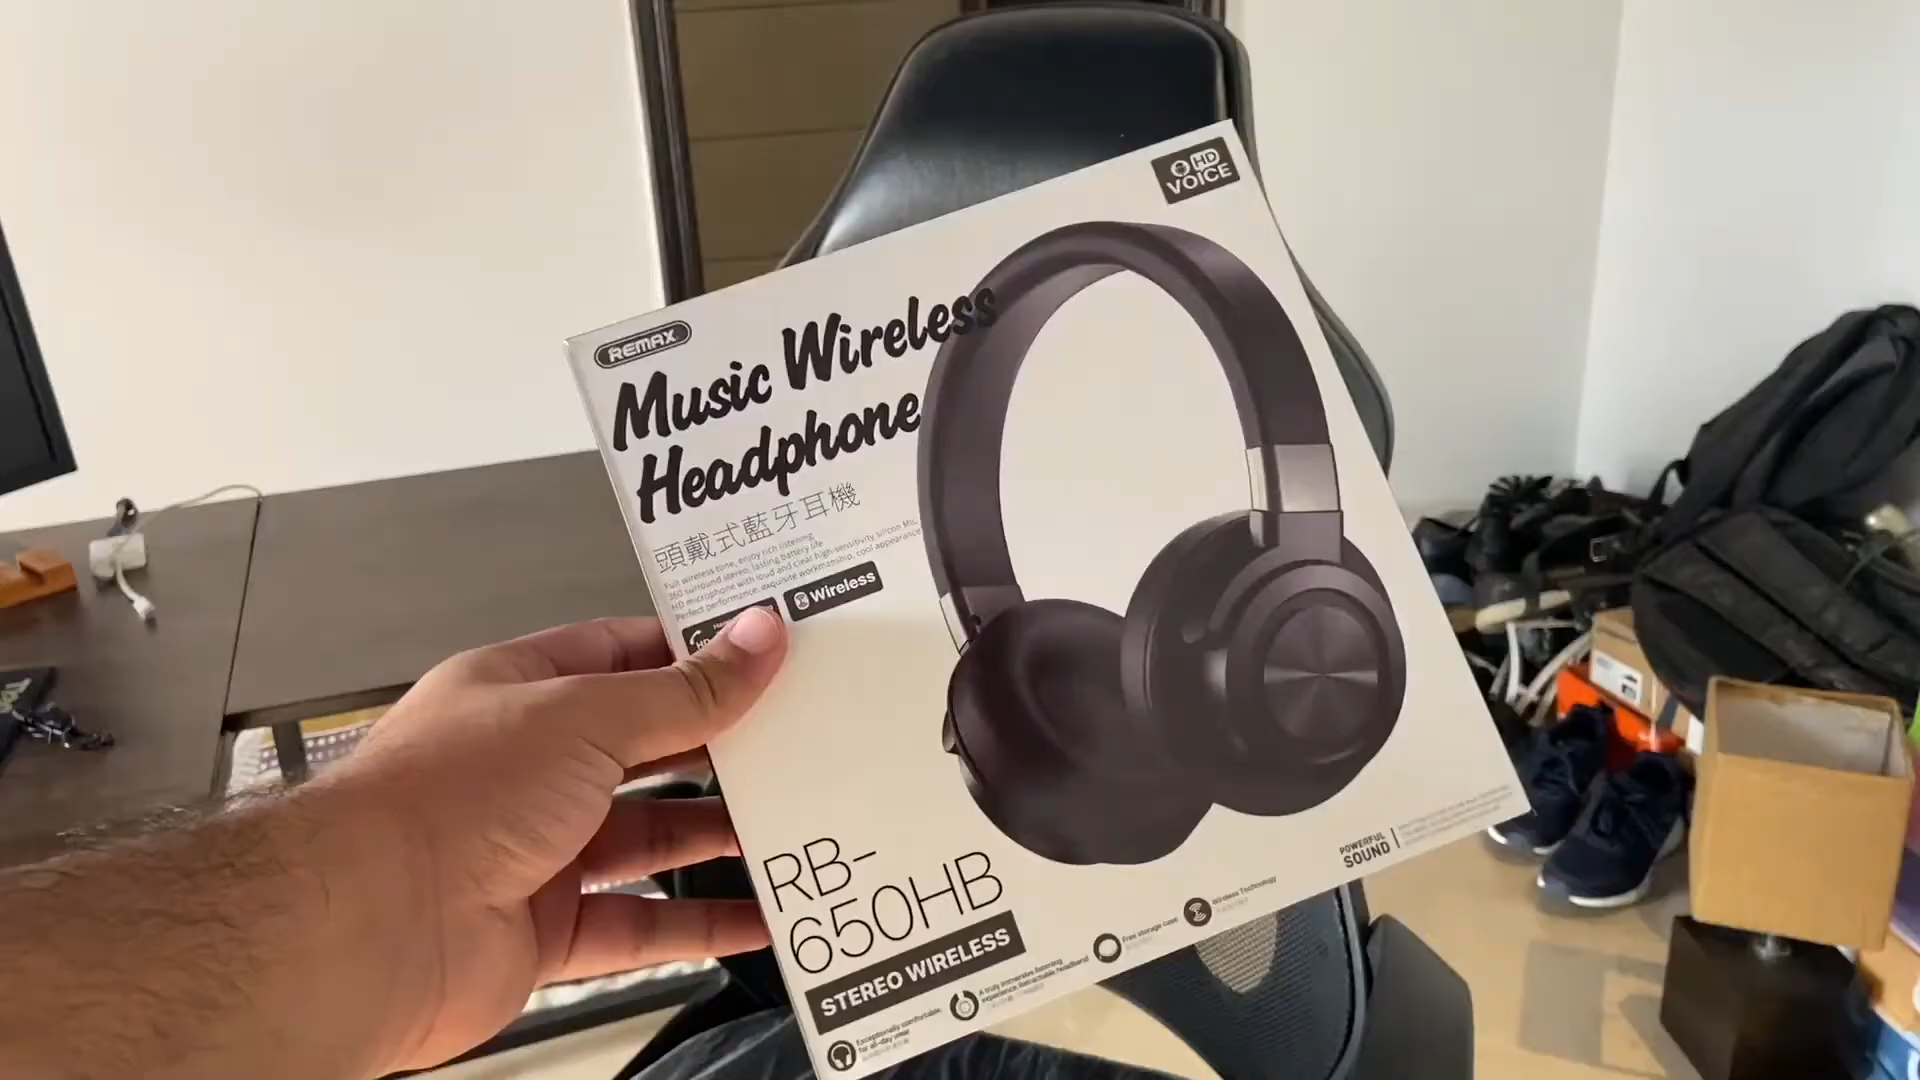 HD
VOICE
REMAX
Music Wireless
Headphone
頭戴式藍牙耳機
Full wireless tone, enjoy rich listening
360 surround stereo, lasting battery life
HD microphone with loud and clear high-sensitivity silicon Mic,
Perfect performance, exquisite workmanship, cool appearance
Wireless
RB-
650HB
STEREO WIRELESS
POWERFUL
SOUND
Exceptionally comfortable,
for all-day wear
A truly immersive listening
experience Retractable headband
Free storage case
Wireless Technology